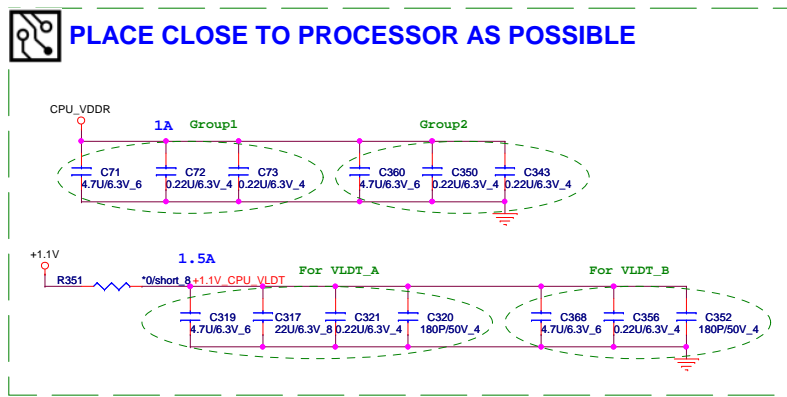 PLACE CLOSE TO PROCESSOR AS POSSIBLE
CPU_VDDR
1A Group1 Group2
C71 C72 C73 C360 C350 C343
4.7U/6.3V_6 0.22U/6.3V_4 0.22U/6.3V_4 4.7U/6.3V_6 0.22U/6.3V_4 0.22U/6.3V_4
+1.1V 1.5A
For VLDT_A For VLDT_B
R351 *0/short_8 +1.1V_CPU_VLDT
C319 C317 C321 C320 C368 C356 C352
4.7U/6.3V_6 22U/6.3V_8 0.22U/6.3V_4 180P/50V_4 4.7U/6.3V_6 0.22U/6.3V_4 180P/50V_4